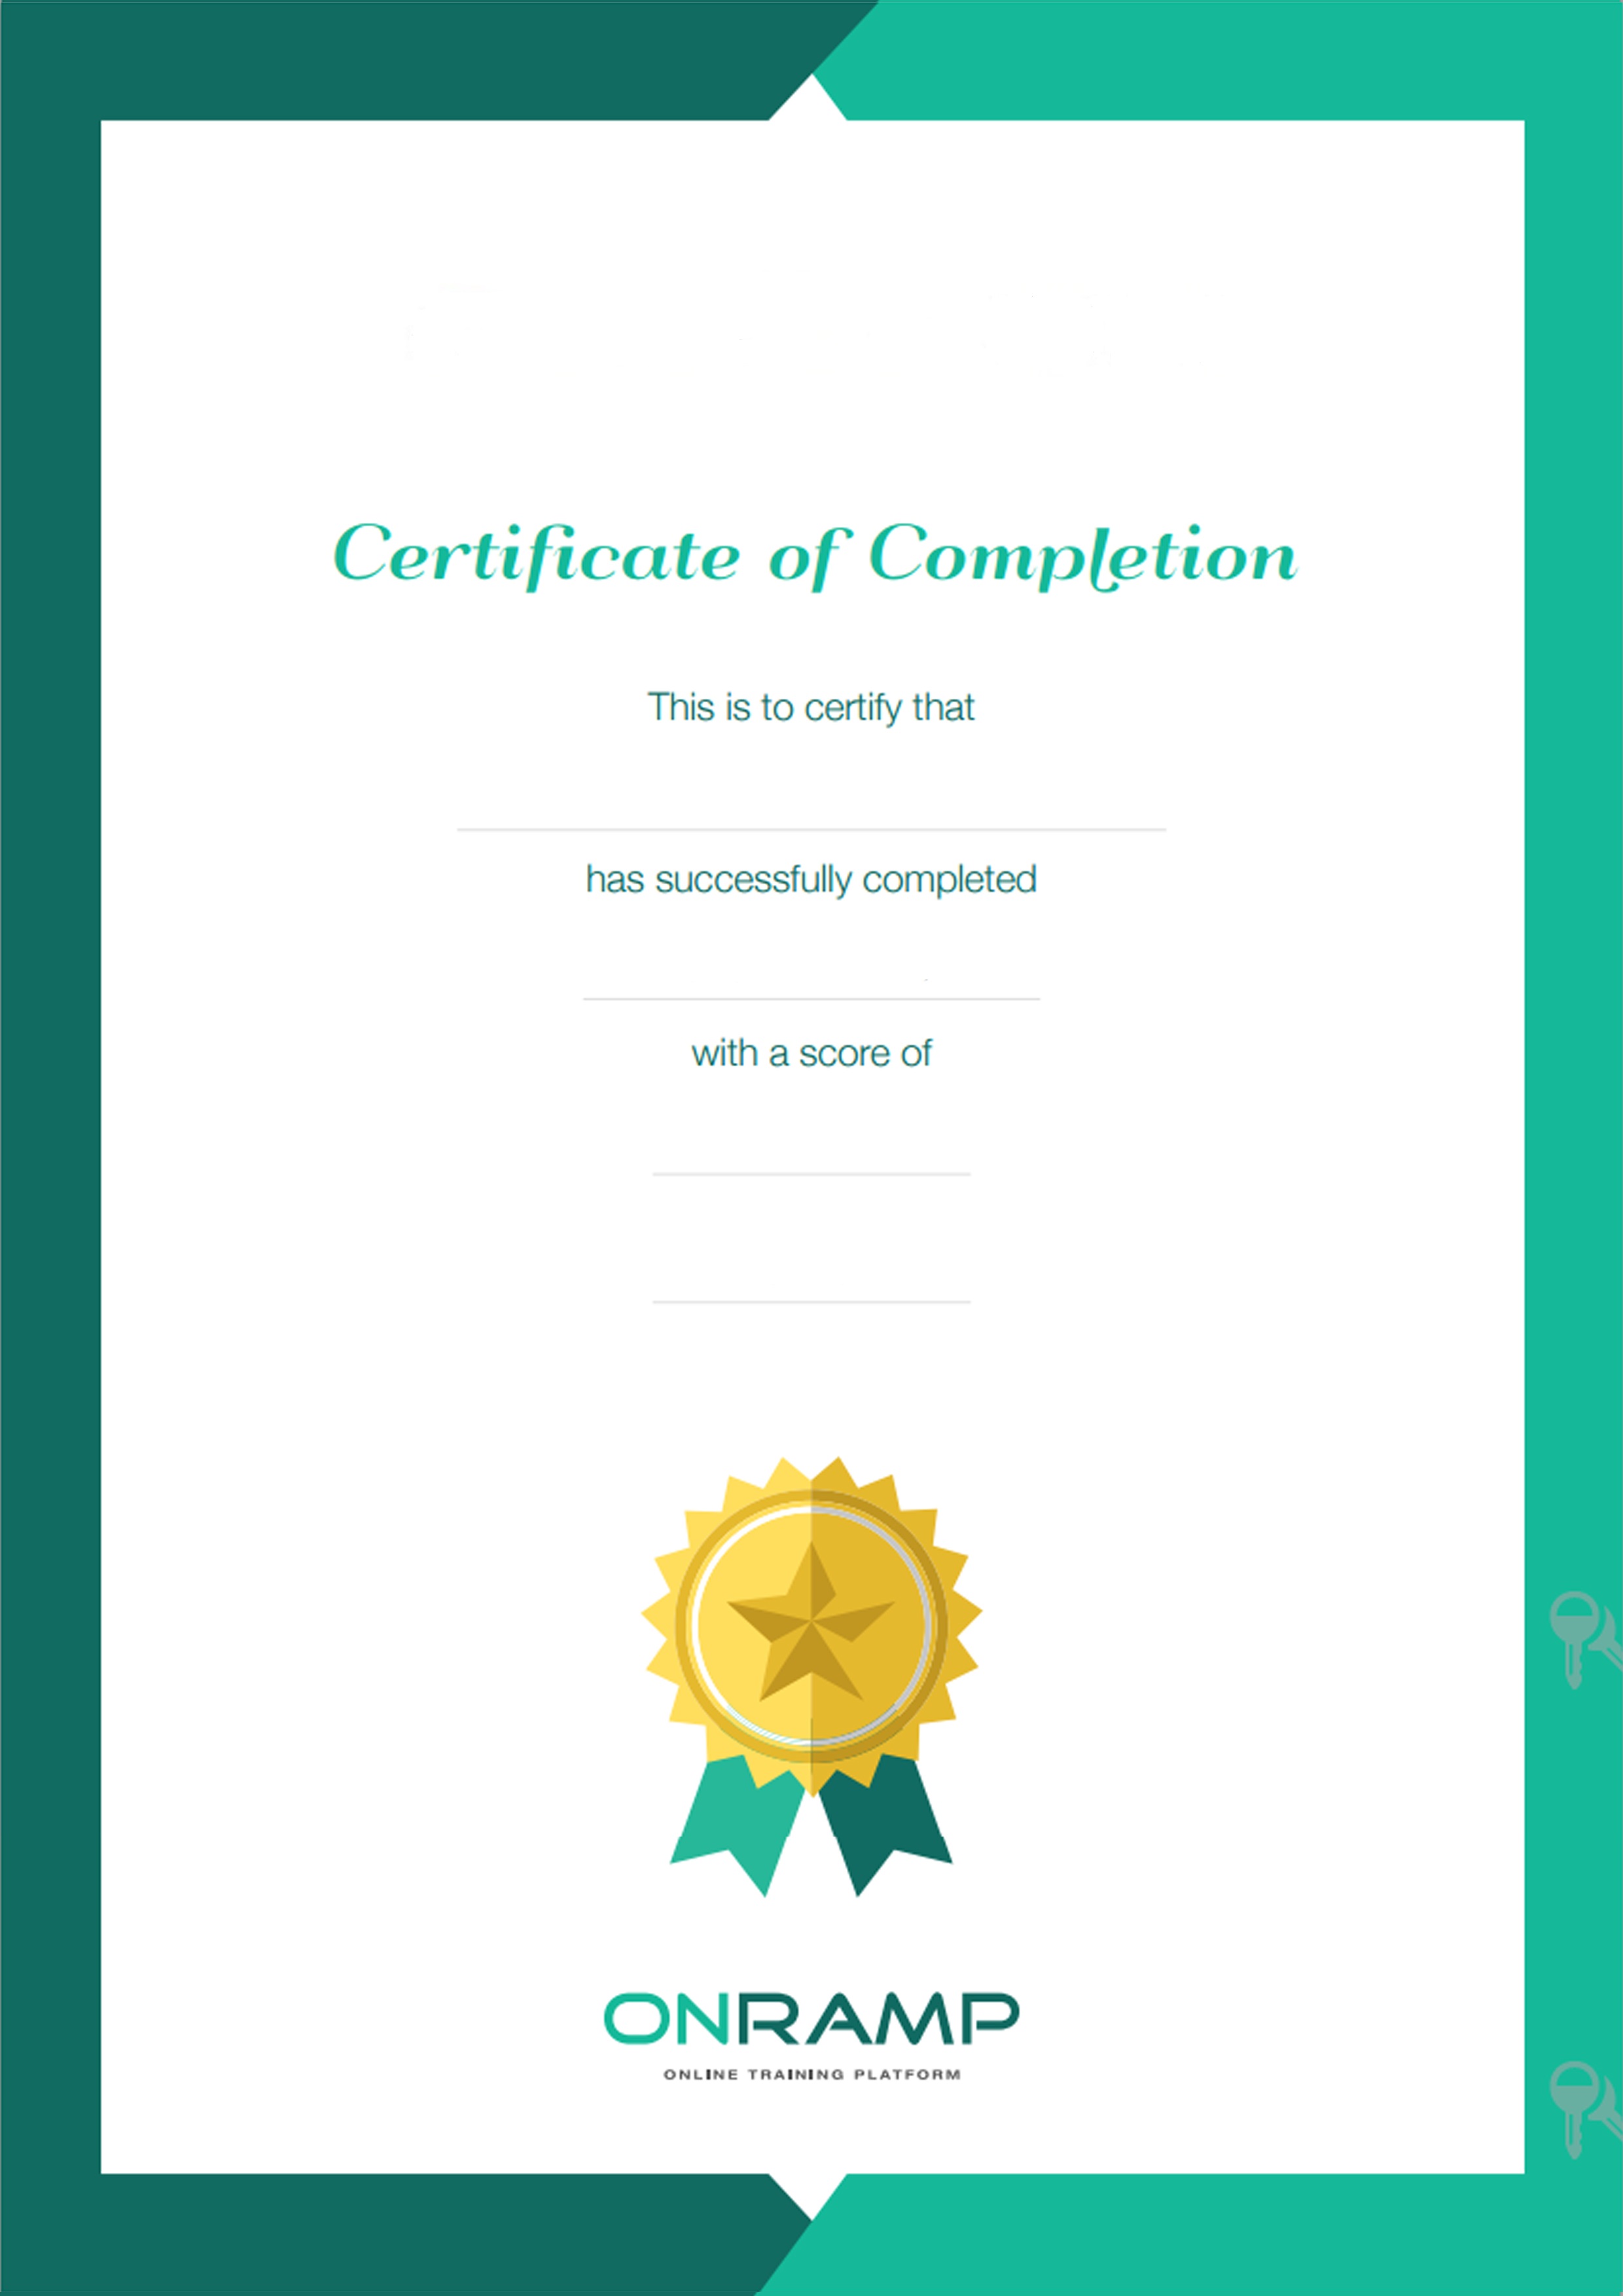 Certificate of Completion
This is to certify that
has successfully completed
with a score of
ONRAMP
ONLINE TRAINING PLATFORM